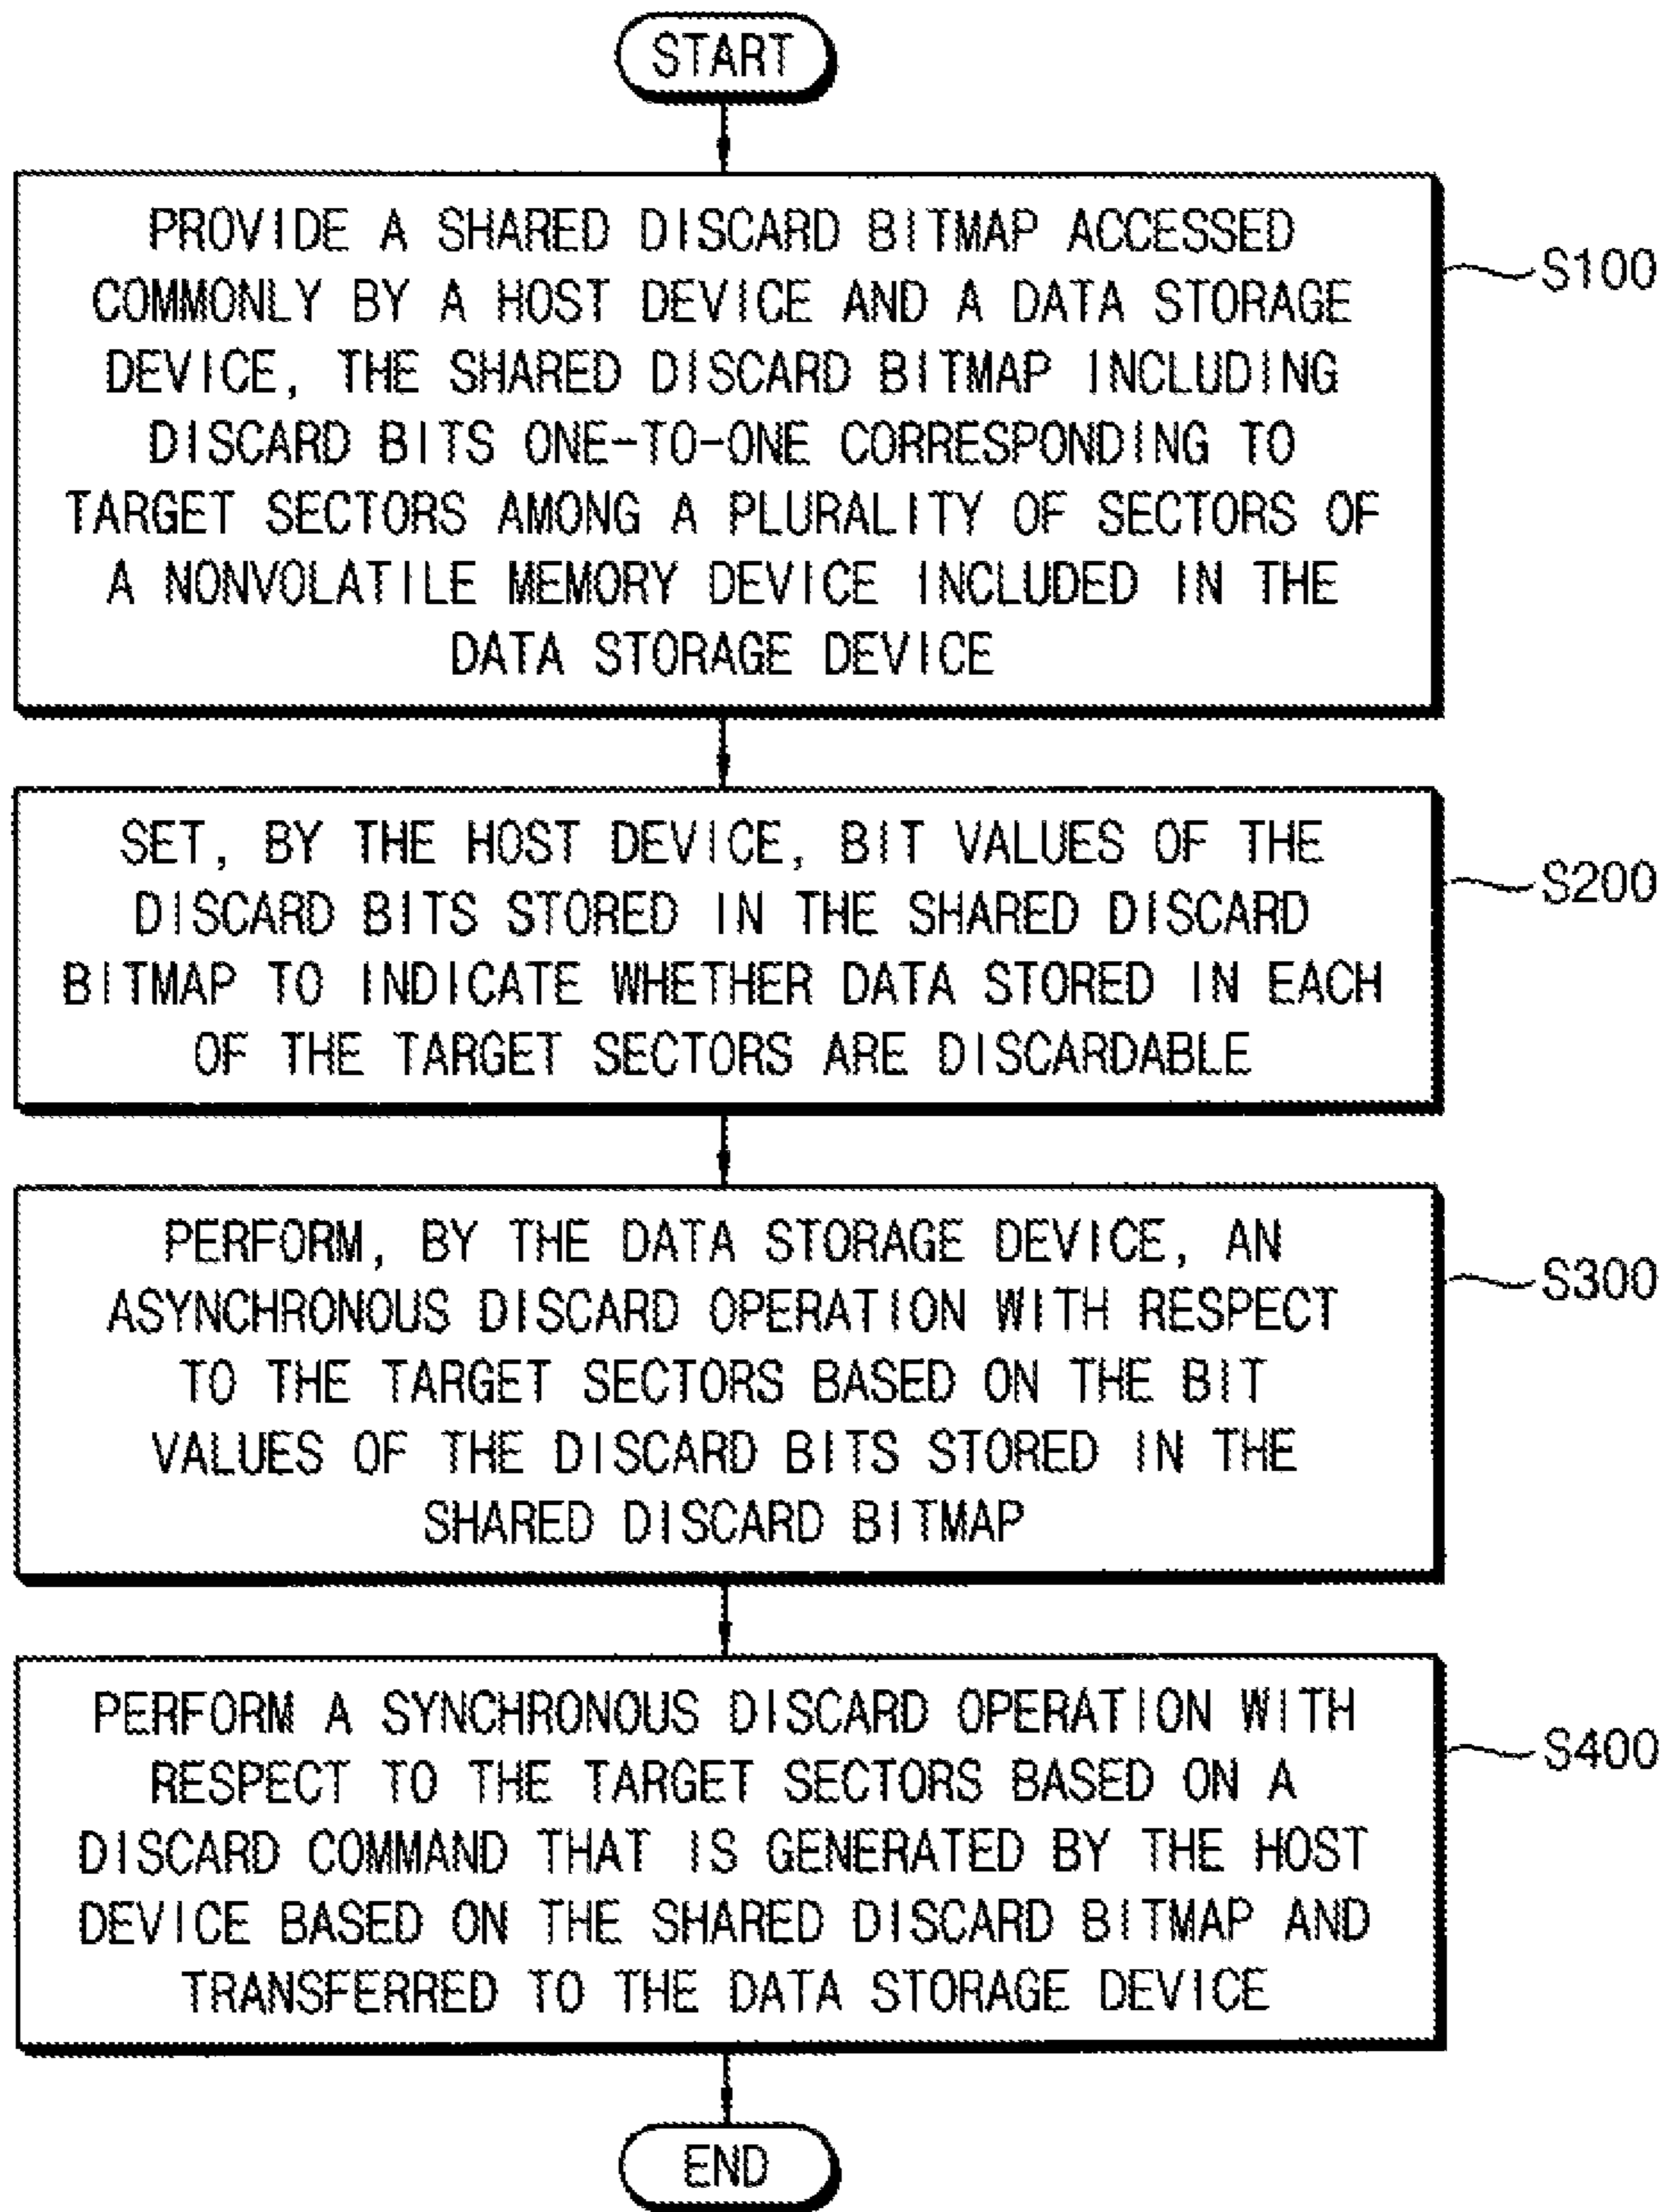 START
PROVIDE A SHARED DISCARD BITMAP ACCESSED
COMMONLY BY A HOST DEVICE AND A DATA STORAGE
DEVICE, THE SHARED DISCARD BITMAP INCLUDING
DISCARD BITS ONE-TO-ONE CORRESPONDING TO
TARGET SECTORS AMONG A PLURALITY OF SECTORS OF
A NONVOLATILE MEMORY DEVICE INCLUDED IN THE
DATA STORAGE DEVICE
S100
SET, BY THE HOST DEVICE, BIT VALUES OF THE
DISCARD BITS STORED IN THE SHARED DISCARD
BITMAP TO INDICATE WHETHER DATA STORED IN EACH
OF THE TARGET SECTORS ARE DISCARDABLE
S200
PERFORM, BY THE DATA STORAGE DEVICE, AN
ASYNCHRONOUS DISCARD OPERATION WITH RESPECT
TO THE TARGET SECTORS BASED ON THE BIT
VALUES OF THE DISCARD BITS STORED IN THE
SHARED DISCARD BITMAP
S300
PERFORM A SYNCHRONOUS DISCARD OPERATION WITH
RESPECT TO THE TARGET SECTORS BASED ON A
DISCARD COMMAND THAT IS GENERATED BY THE HOST
DEVICE BASED ON THE SHARED DISCARD BITMAP AND
TRANSFERRED TO THE DATA STORAGE DEVICE
S400
END